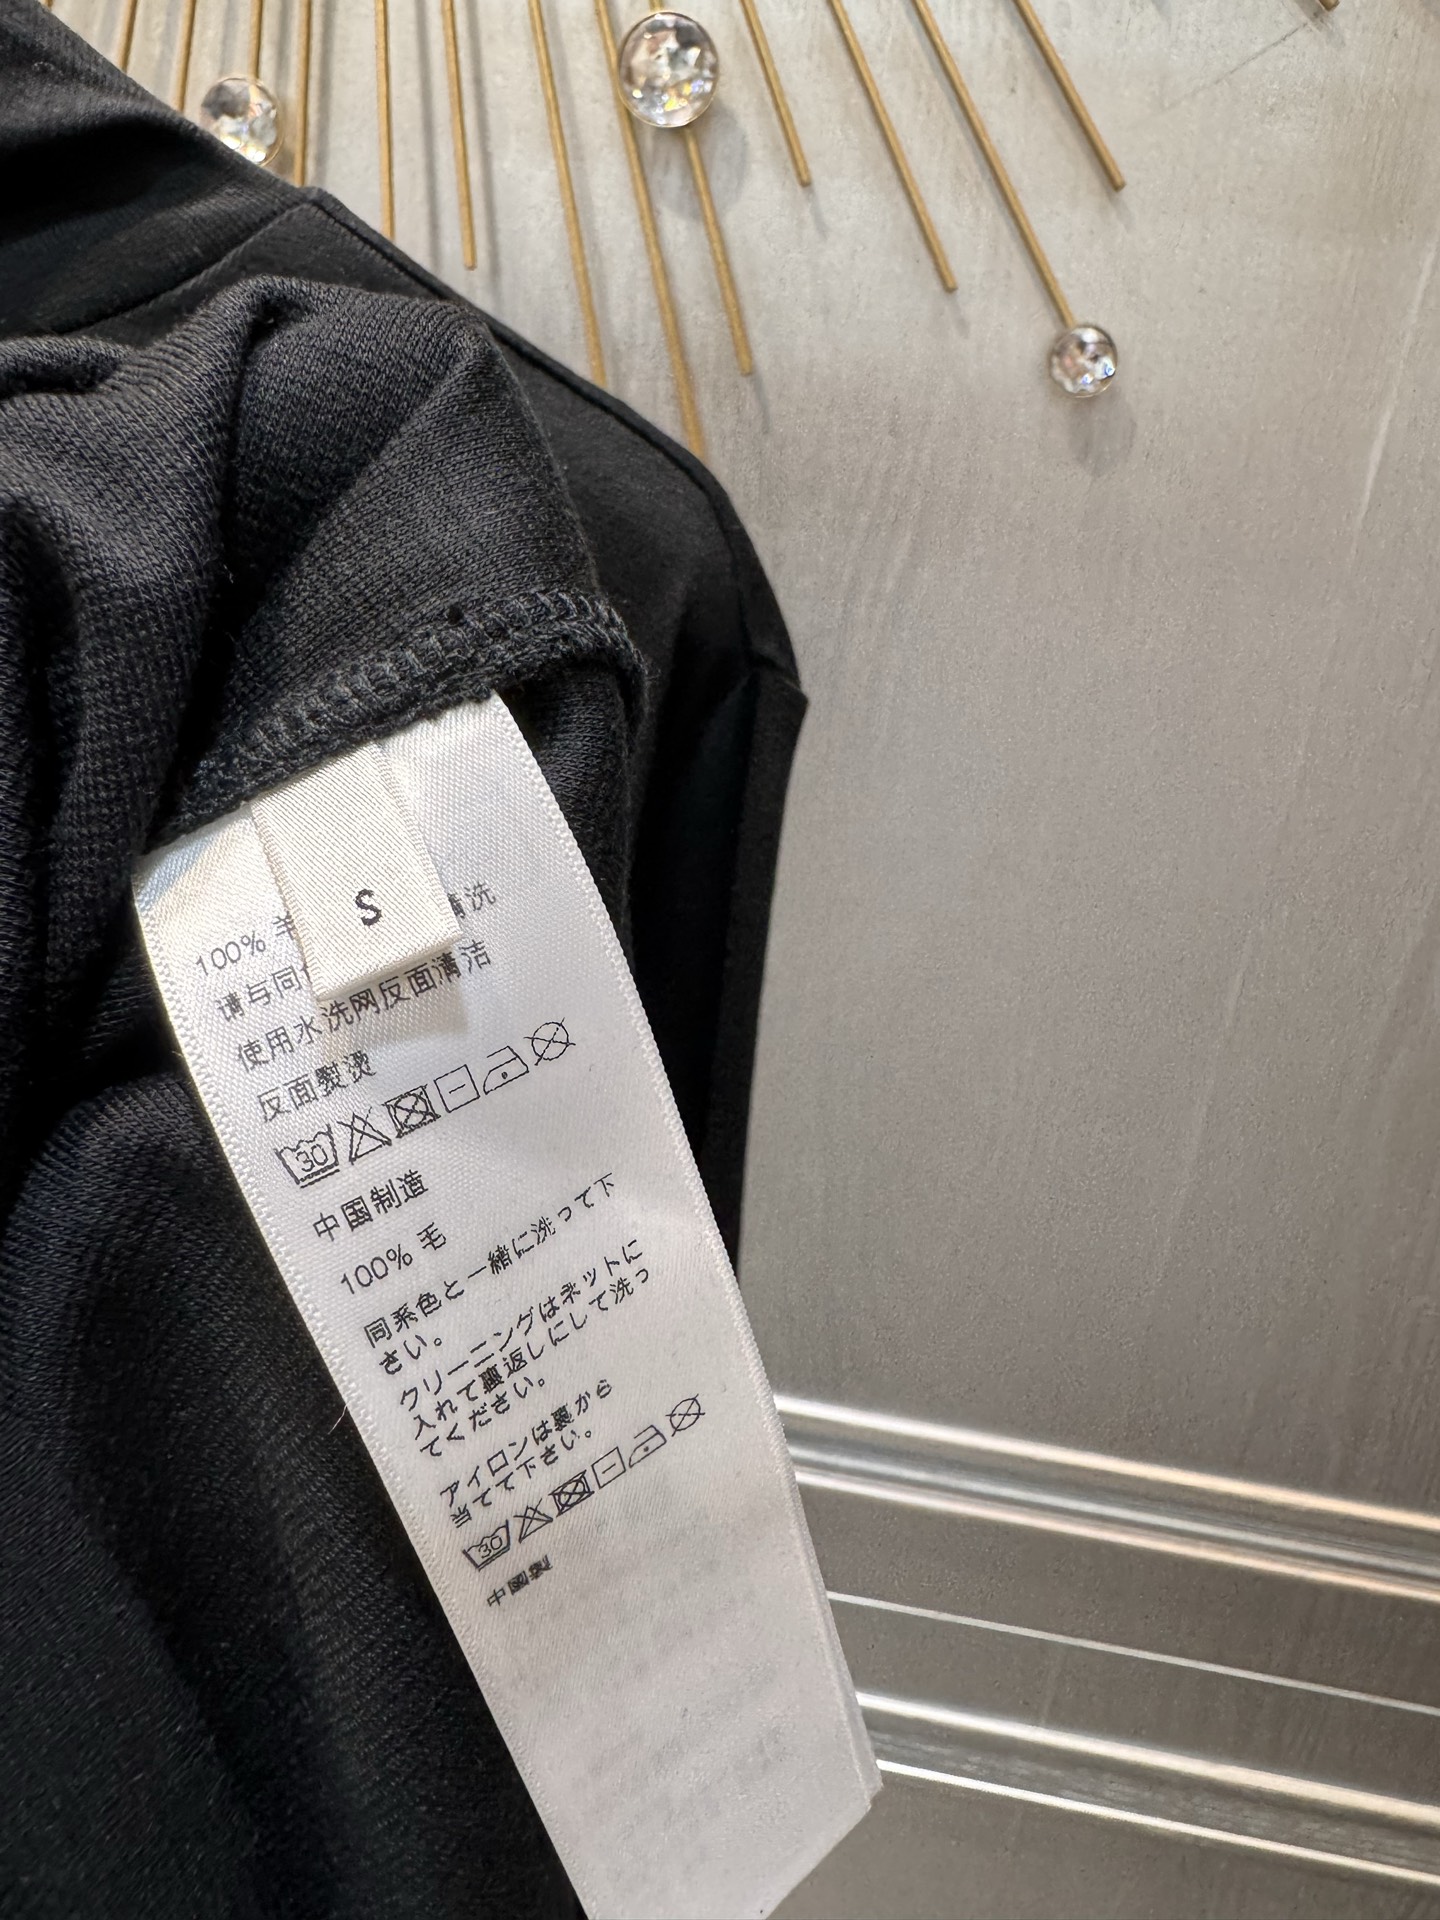 S
100% 羊
清洗
请与同
使用水洗网反面清洁
反面熨烫
30
中国制造
100% 毛
同系色と一緒に洗って下
さい。
クリーニングはネットに
入れて裏返しにして洗っ
てください。
アイロンは裏から
当てて下さい。
30
中国製